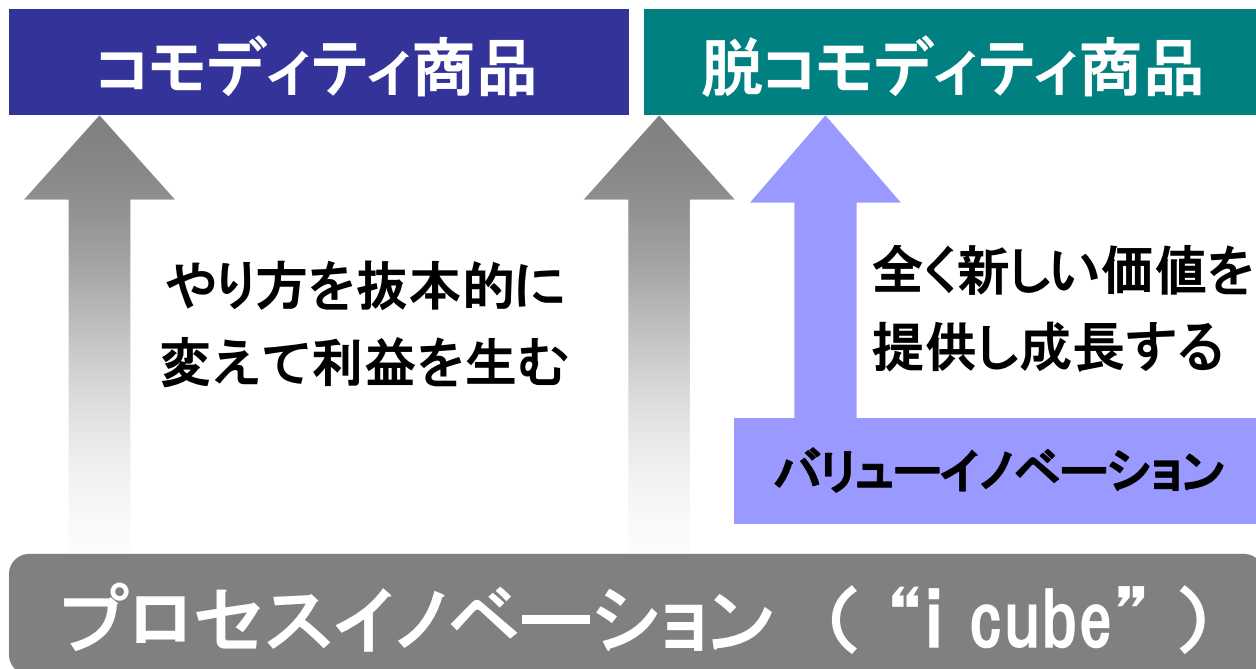 コモディティ商品
脱コモディティ商品
やり方を抜本的に
変えて利益を生む
全く新しい価値を
提供し成長する
バリューイノベーション
プロセスイノベーション （“i cube”）